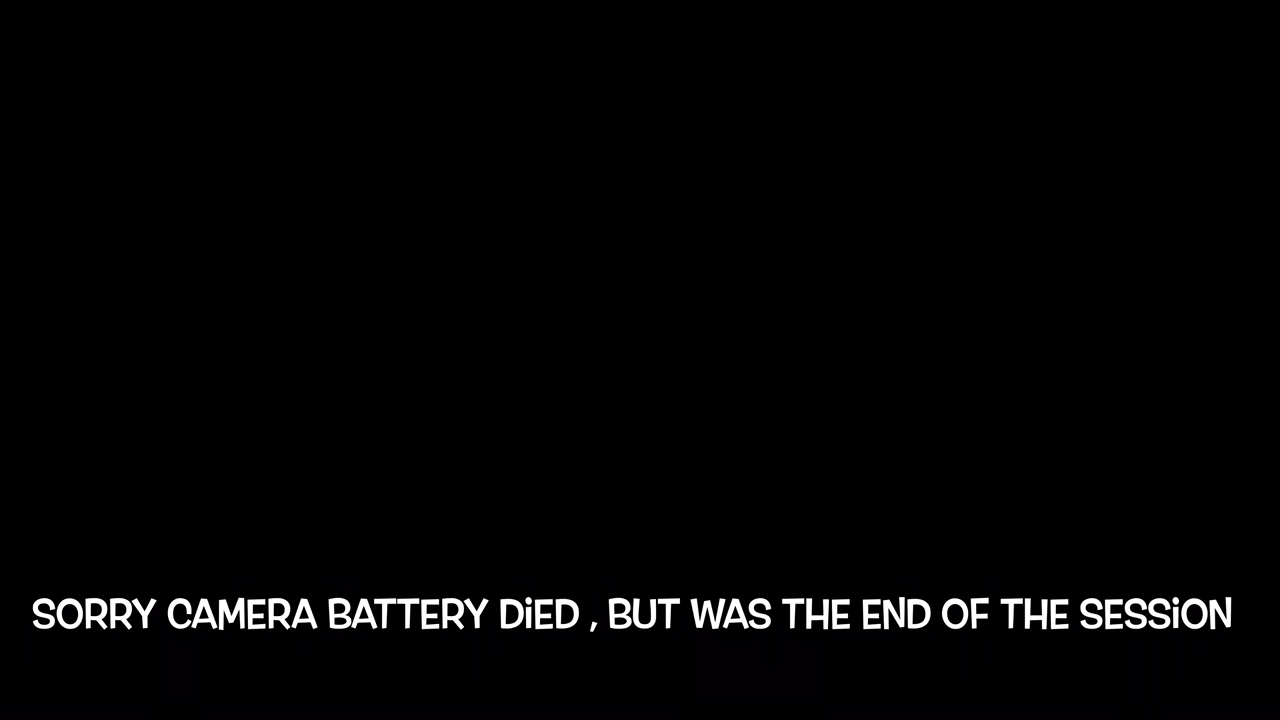 SORRY CAMERA BATTERY DiED , BUT WAS THE END OF THE SESSiON